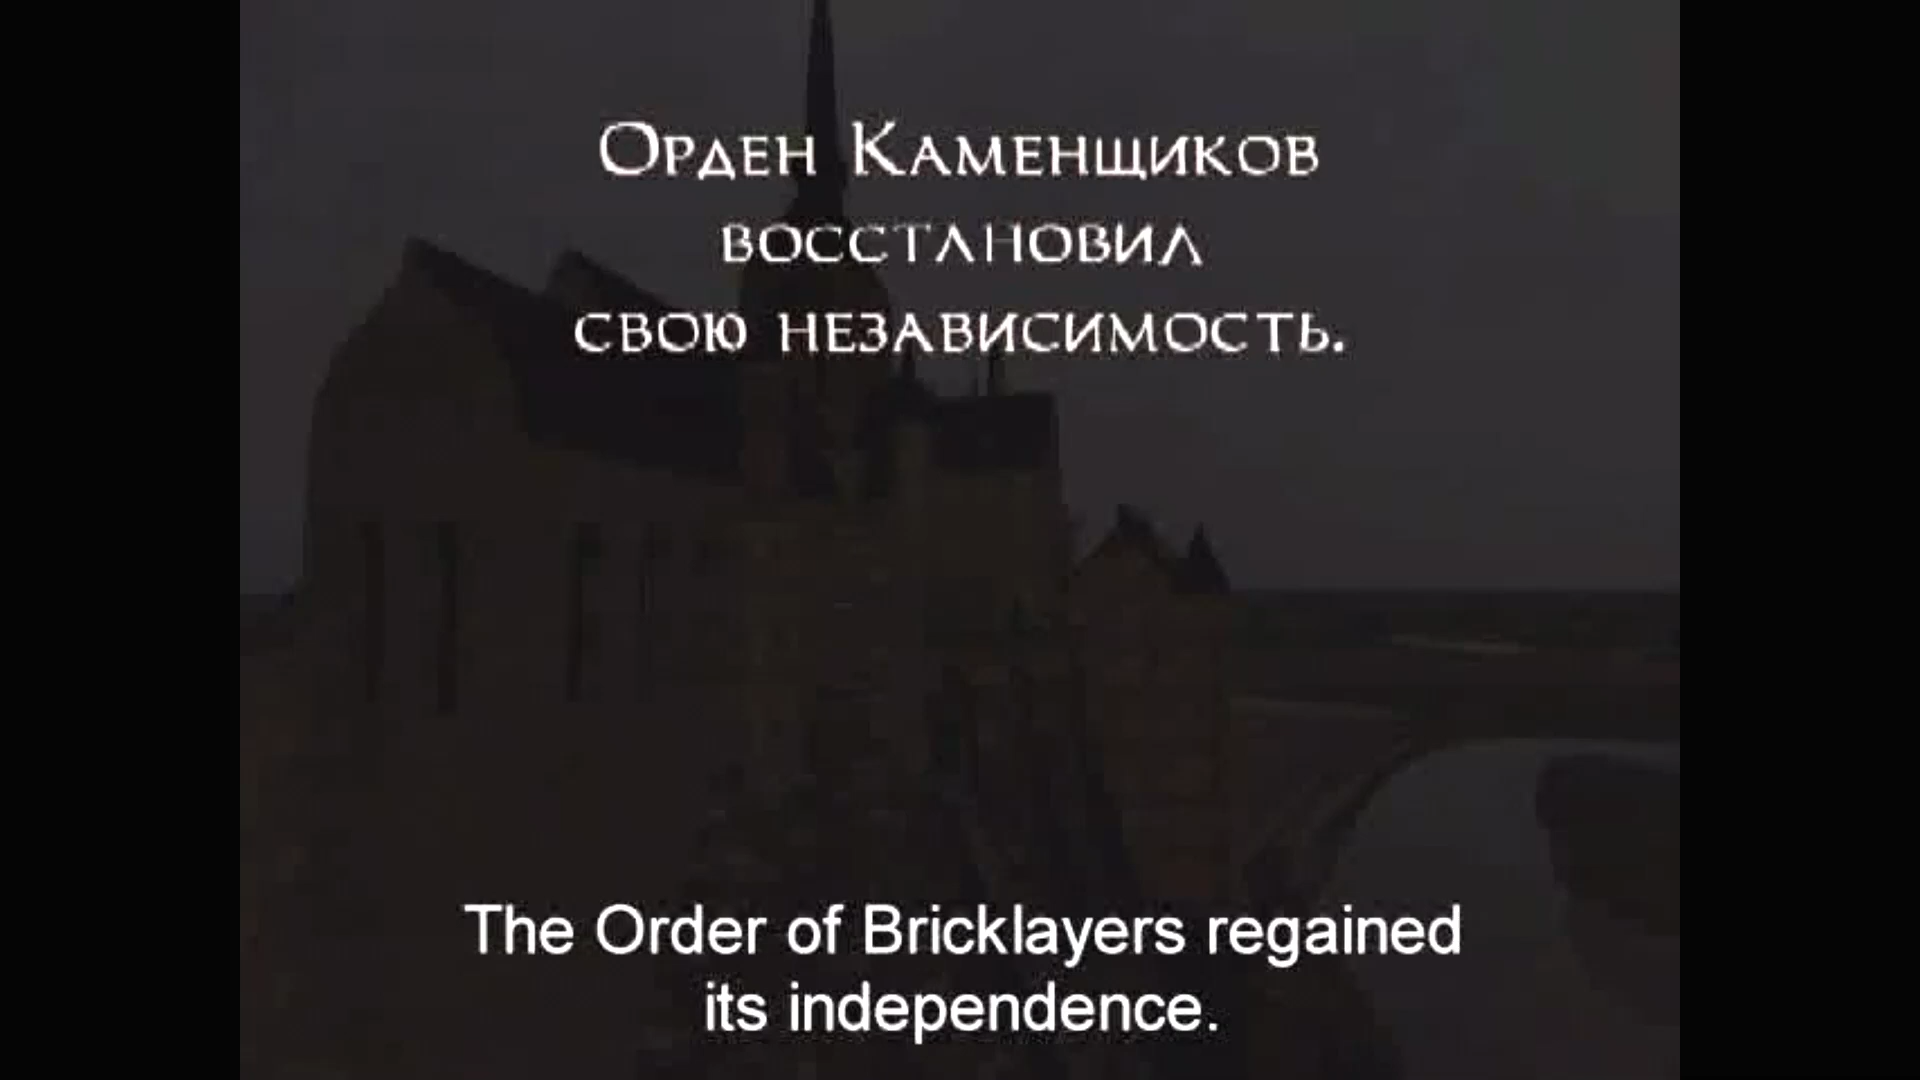 Орден Каменщиков
восстановил
свою независимость.
The Order of Bricklayers regained
its independence.